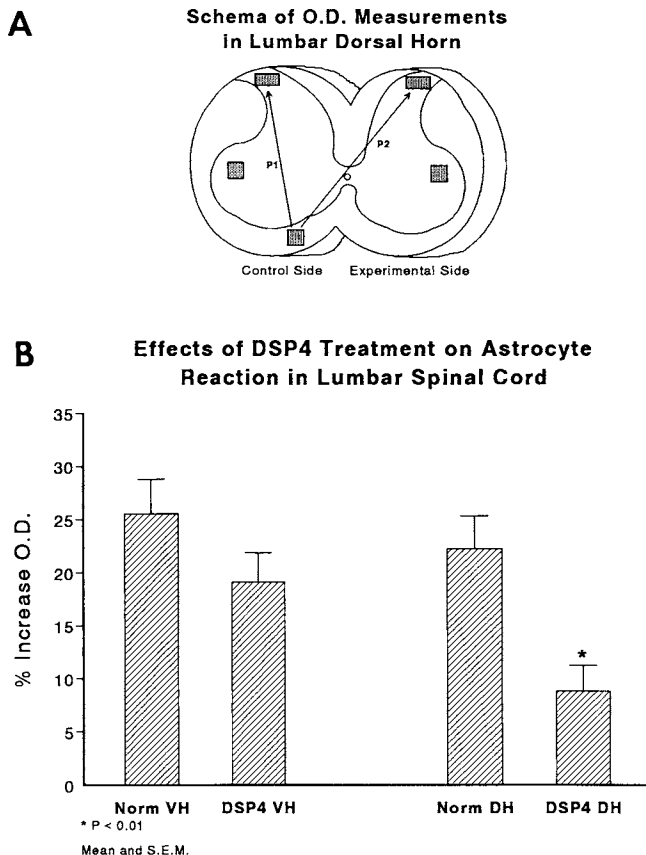 A
Schema of O.D. Measurements
in Lumbar Dorsal Horn
P1
P2
Control Side
Experimental Side
B
Effects of DSP4 Treatment on Astrocyte
Reaction in Lumbar Spinal Cord
% Increase O.D.
35
30
25
20
15
10
5
0
*
Norm VH
DSP4 VH
Norm DH
DSP4 DH
* P < 0.01
Mean and S.E.M.